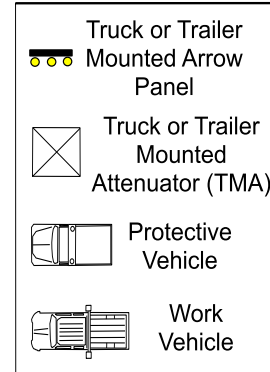 Truck or Trailer
Mounted Arrow
Panel
Truck or Trailer
Mounted
Attenuator (TMA)
Protective
Vehicle
Work
Vehicle